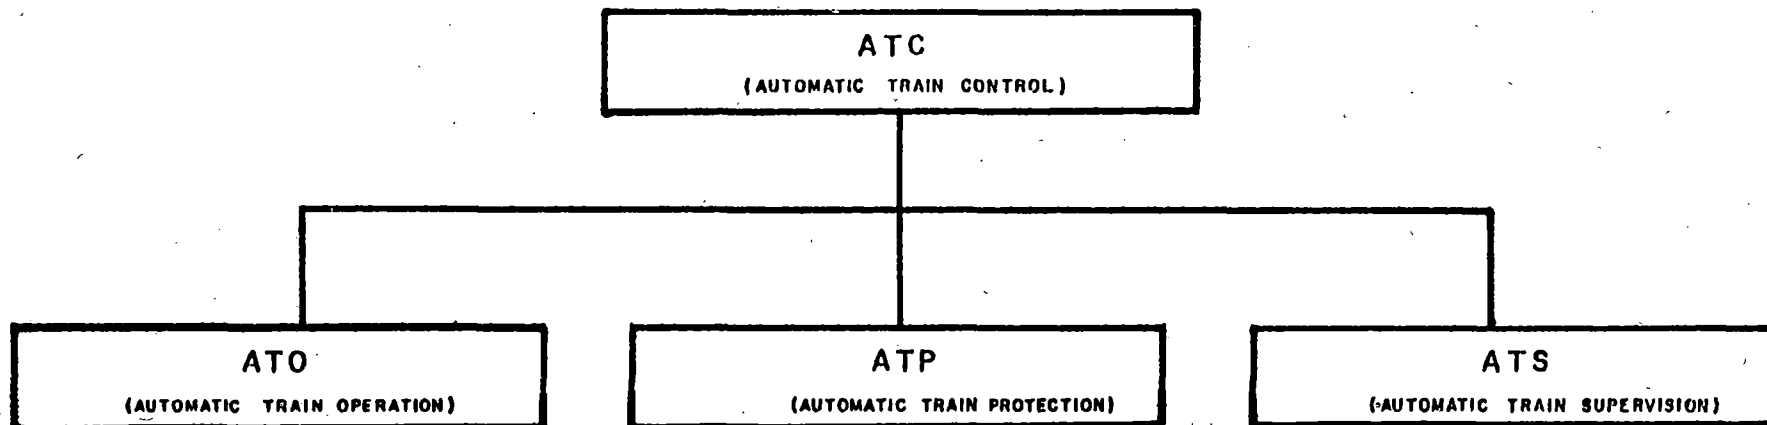 ATC
(AUTOMATIC TRAIN CONTROL)
ATO
(AUTOMATIC TRAIN OPERATION)
ATP
(AUTOMATIC TRAIN PROTECTION)
ATS
(AUTOMATIC TRAIN SUPERVISION)